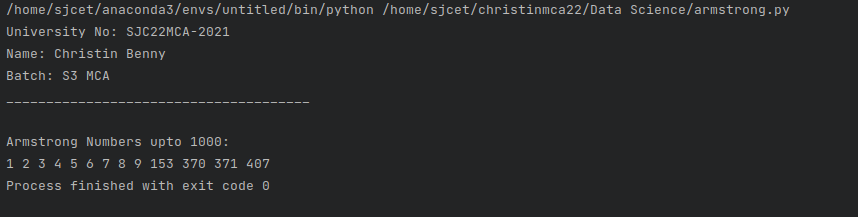 /home/sjcet/anaconda3/envs/untitled/bin/python /home/sjcet/christinmca22/Data Science/armstrong.py
University No: SJC22MCA-2021
Name: Christin Benny
Batch: S3 MCA
______________________________________
Armstrong Numbers upto 1000:
1 2 3 4 5 6 7 8 9 153 370 371 407
Process finished with exit code 0